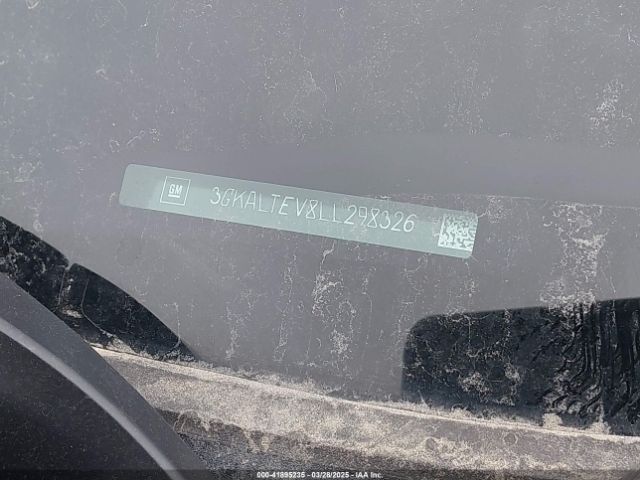 GM 3GKALTEV8LL298326
000-41895235 - 03/28/2025 - IAA Inc.